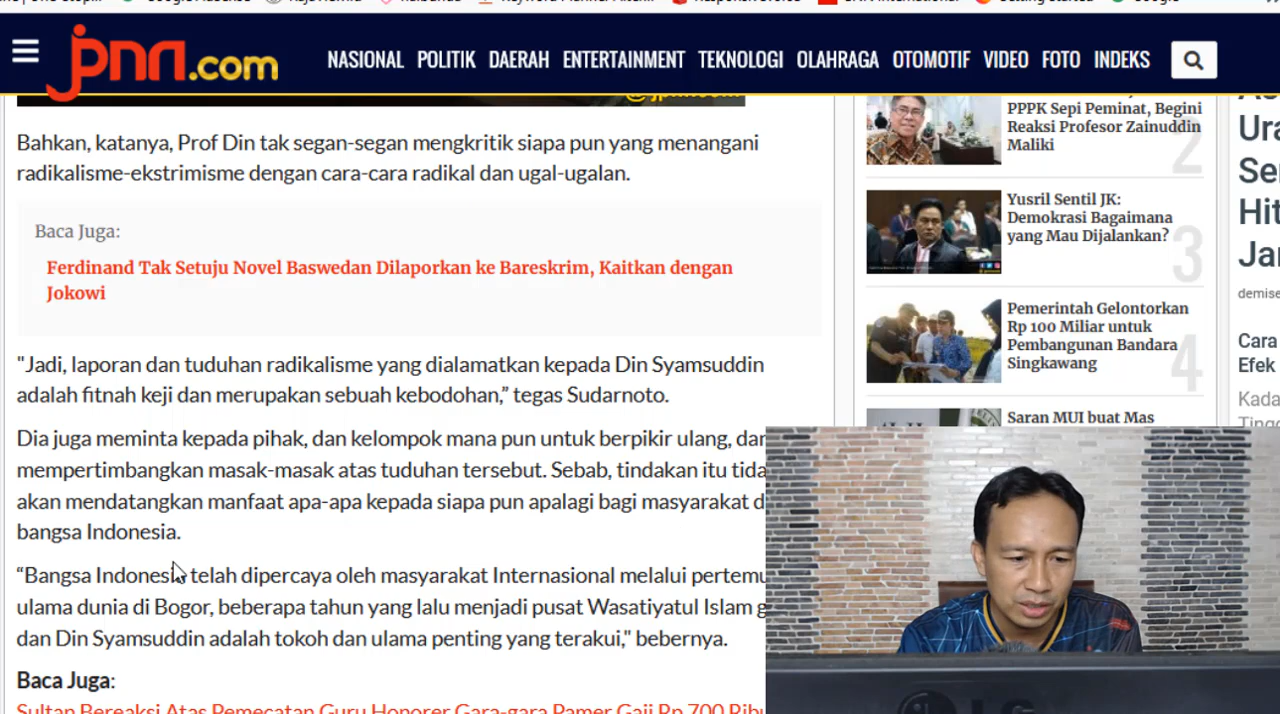 jpnn.com
NASIONAL POLITIK DAERAH ENTERTAINMENT TEKNOLOGI OLAHRAGA OTOMOTIF VIDEO FOTO INDEKS
Bahkan, katanya, Prof Din tak segan-segan mengkritik siapa pun yang menangani
radikalisme-ekstrimisme dengan cara-cara radikal dan ugal-ugalan.
Baca Juga:
Ferdinand Tak Setuju Novel Baswedan Dilaporkan ke Bareskrim, Kaitkan dengan
Jokowi
"Jadi, laporan dan tuduhan radikalisme yang dialamatkan kepada Din Syamsuddin
adalah fitnah keji dan merupakan sebuah kebodohan,” tegas Sudarnoto.
Dia juga meminta kepada pihak, dan kelompok mana pun untuk berpikir ulang, dan
mempertimbangkan masak-masak atas tuduhan tersebut. Sebab, tindakan itu tida
akan mendatangkan manfaat apa-apa kepada siapa pun apalagi bagi masyarakat d
bangsa Indonesia.
“Bangsa Indonesia telah dipercaya oleh masyarakat Internasional melalui pertemu
ulama dunia di Bogor, beberapa tahun yang lalu menjadi pusat Wasatiyatul Islam g
dan Din Syamsuddin adalah tokoh dan ulama penting yang terakui," bebernya.
Baca Juga:
Sultan Bereaksi Atas Pemecatan Guru Honorer Gara-gara Pamer Gaji Rp 700 Ribu
PPPK Sepi Peminat, Begini
Reaksi Profesor Zainuddin
Maliki
2
Yusril Sentil JK:
Demokrasi Bagaimana
yang Mau Dijalankan?
3
Pemerintah Gelontorkan
Rp 100 Miliar untuk
Pembangunan Bandara
Singkawang
4
Saran MUI buat Mas
Ura
Se
Hit
Jar
demise
Cara
Efek
Kada
LG